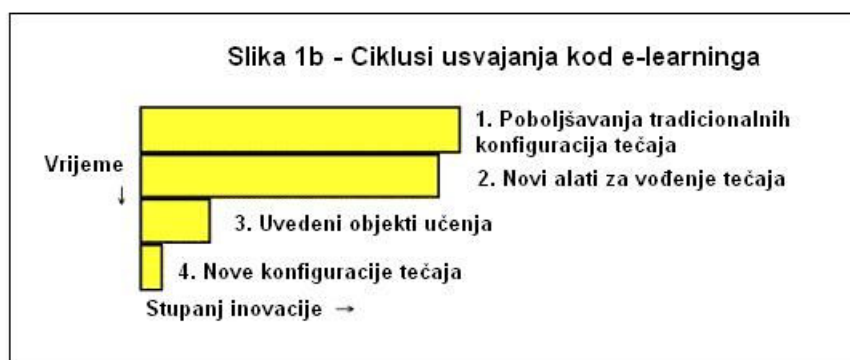 Slika 1b - Ciklusi usvajanja kod e-learninga
1. Poboljšavanja tradicionalnih
konfiguracija tečaja
Vrijeme
↓
2. Novi alati za vođenje tečaja
3. Uvedeni objekti učenja
4. Nove konfiguracije tečaja
Stupanj inovacije →